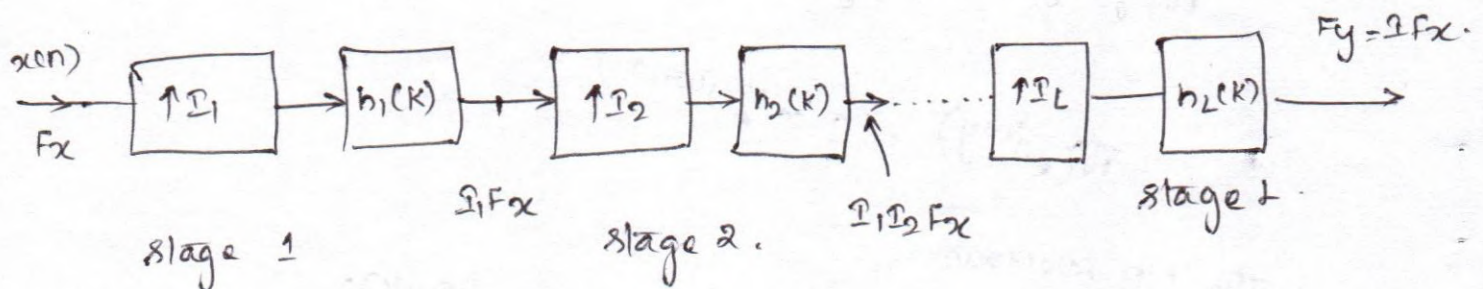 Fy = IFx.
x(n)
↑I1
h1(k)
↑I2
h2(k)
↑IL
hL(k)
Fx
I1Fx
I1I2Fx
stage 1
stage 2.
stage L.